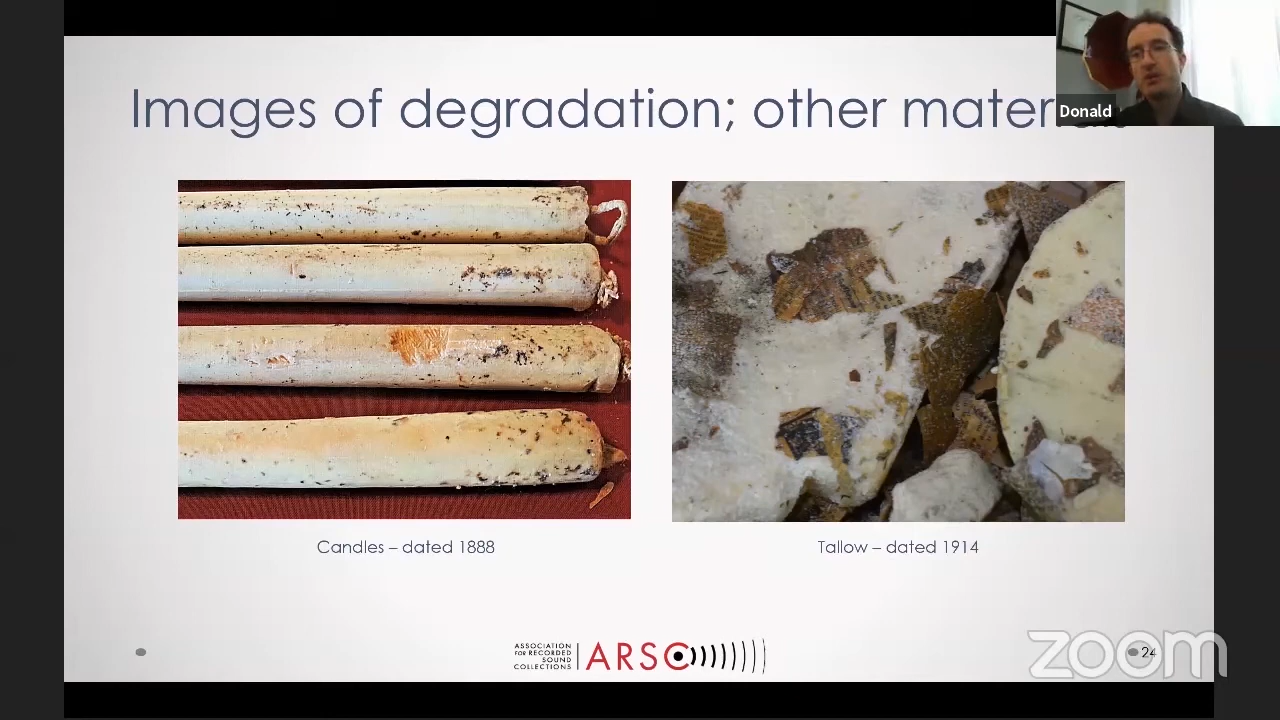 Images of degradation; other mater
Donald
Candles – dated 1888
Tallow – dated 1914
ASSOCIATION
FOR RECORDED
SOUND
COLLECTIONS
ARSC
zoom
24